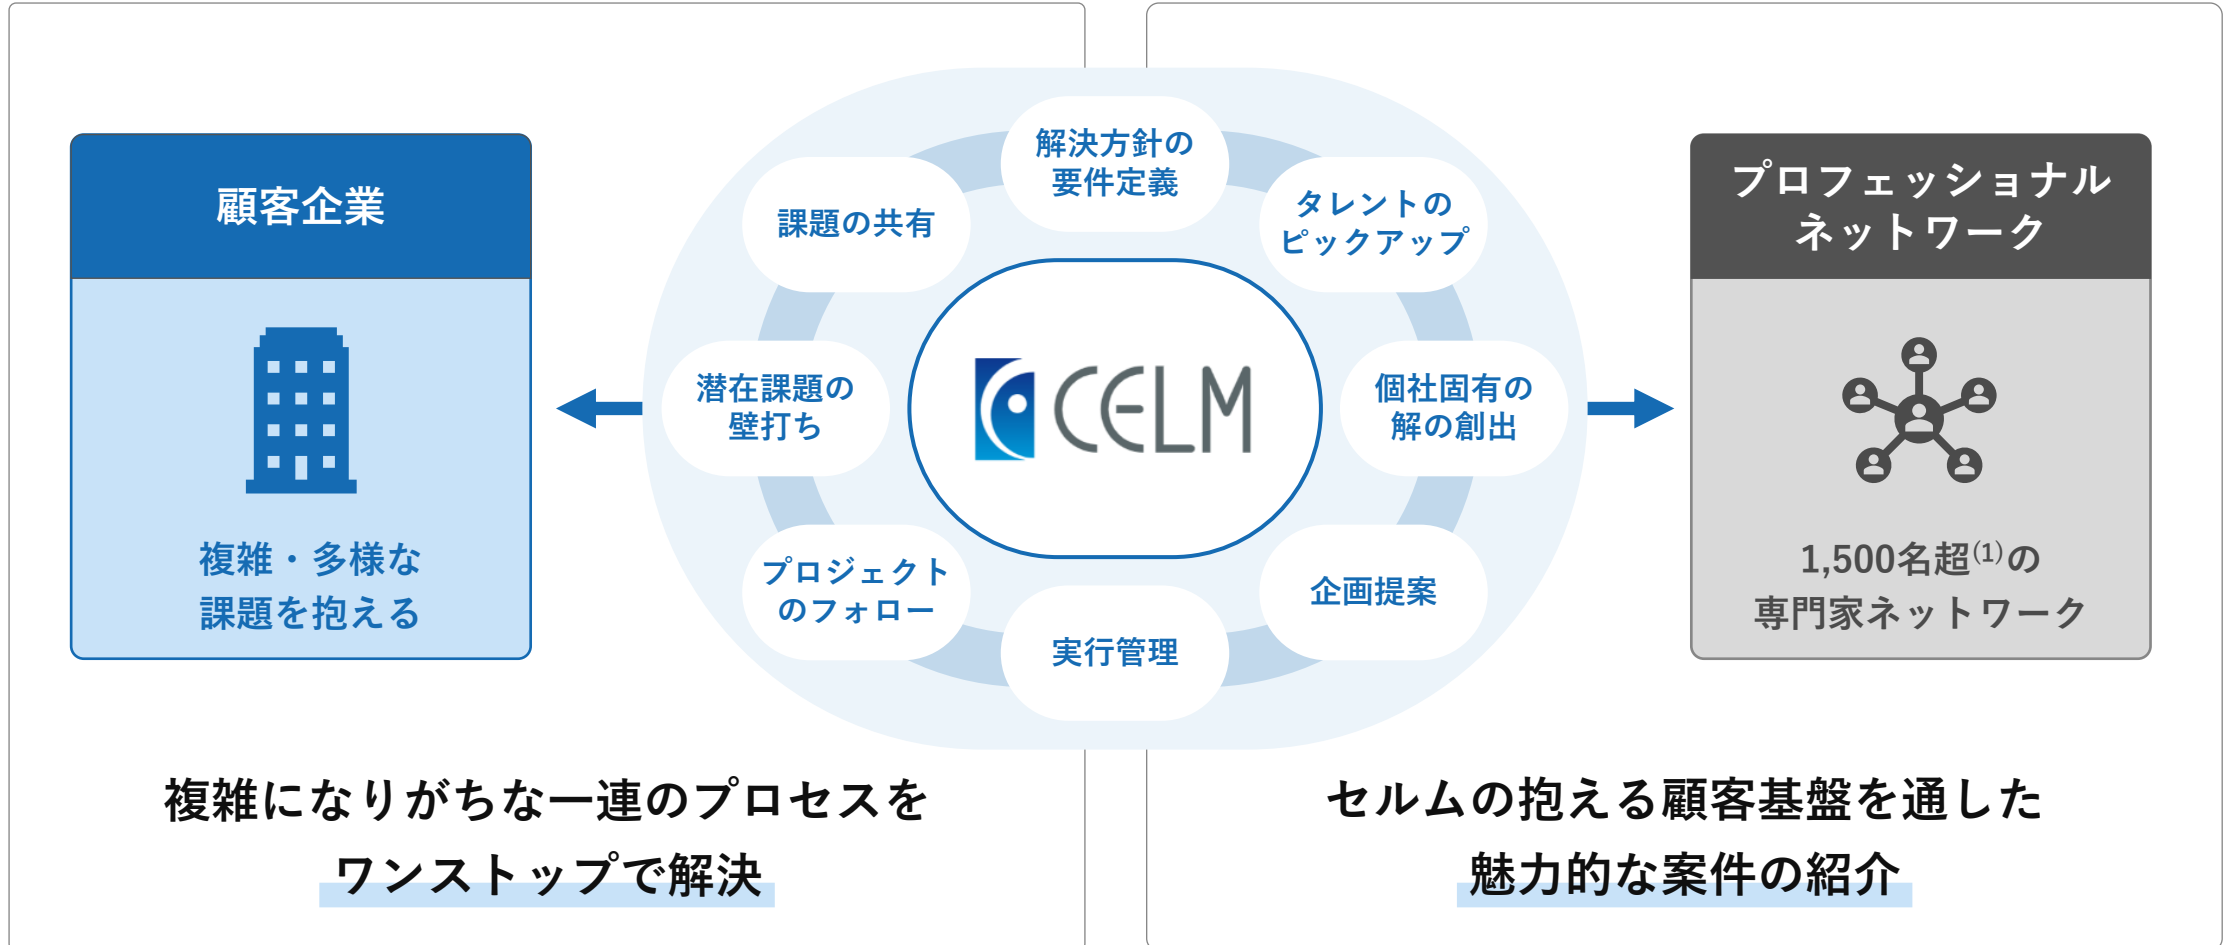 顧客企業
複雑・多様な
課題を抱える
解決方針の
要件定義
課題の共有
タレントの
ピックアップ
潜在課題の
壁打ち
CELM
個社固有の
解の創出
プロジェクト
のフォロー
企画提案
実行管理
プロフェッショナル
ネットワーク
1,500名超(1)の
専門家ネットワーク
複雑になりがちな一連のプロセスを
ワンストップで解決
セルムの抱える顧客基盤を通した
魅力的な案件の紹介